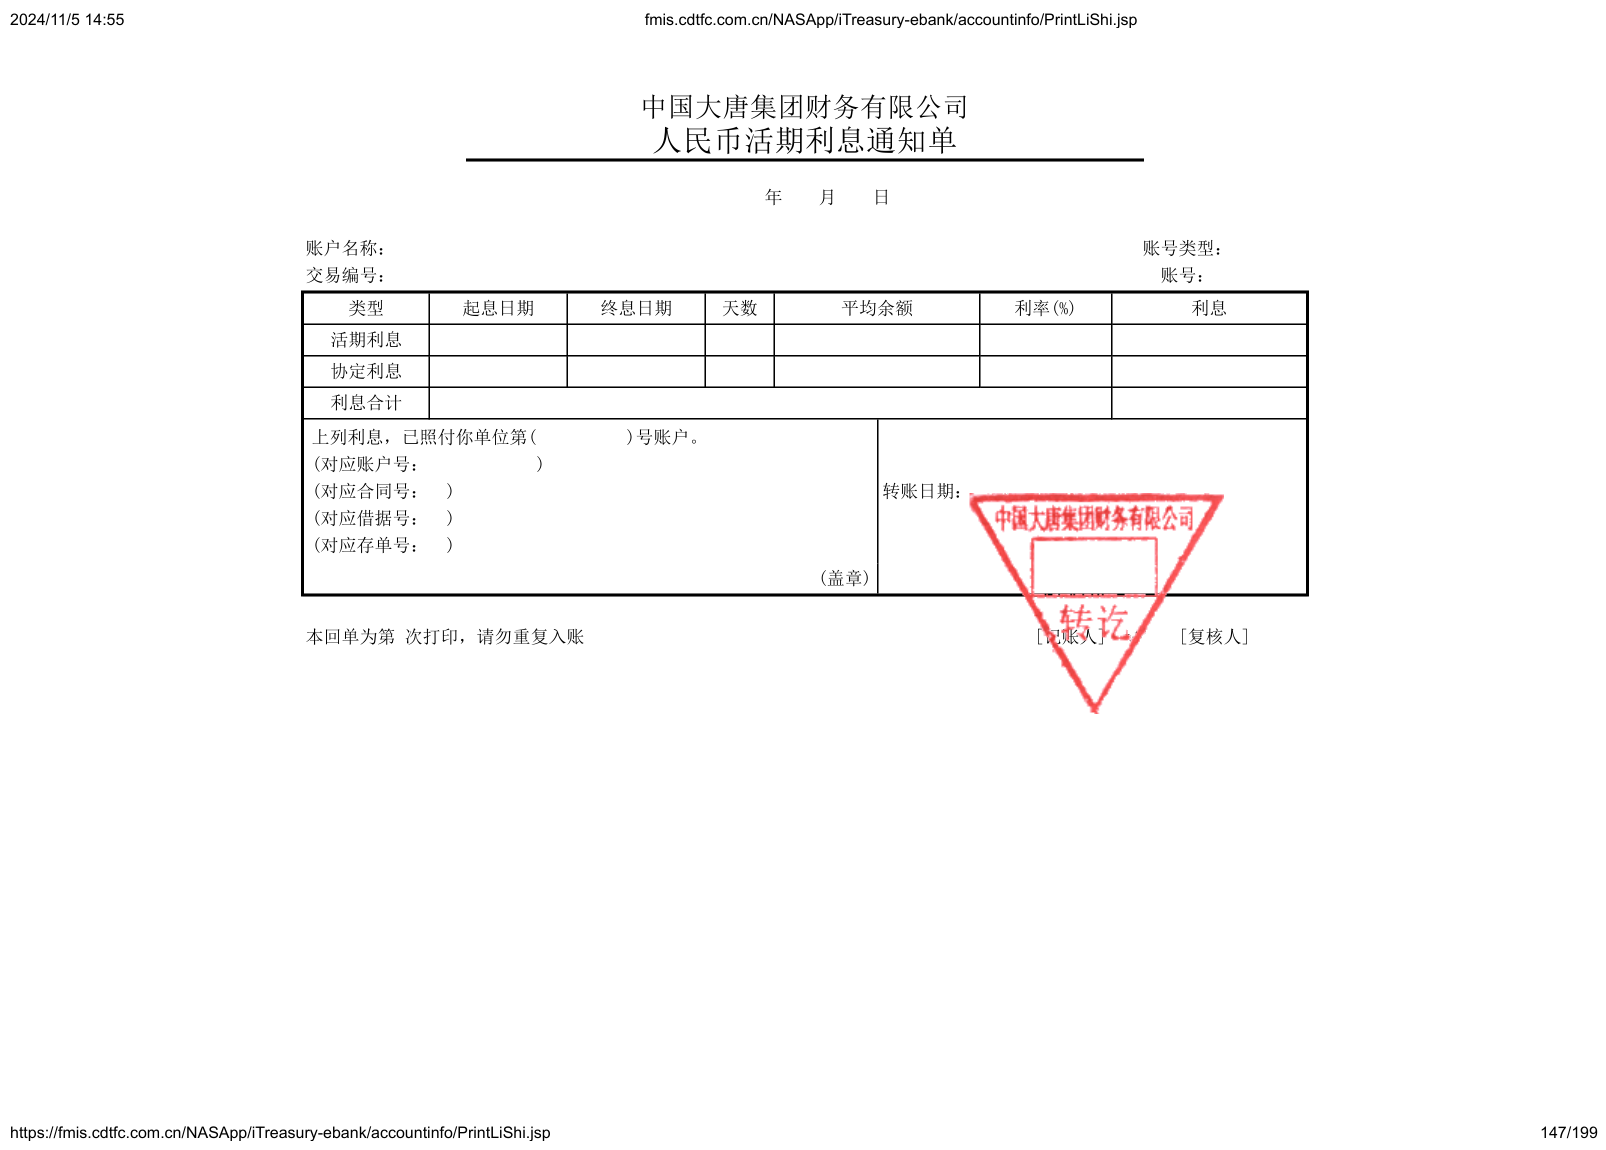 2024/11/5 14:55
fmis.cdtfc.com.cn/NASApp/iTreasury-ebank/accountinfo/PrintLiShi.jsp
中国大唐集团财务有限公司
人民币活期利息通知单
年 月 日
账户名称： 账号类型：
交易编号： 账号：
类型 起息日期 终息日期 天数 平均余额 利率(%) 利息
活期利息
协定利息
利息合计
上列利息，已照付你单位第( )号账户。
(对应账户号： )
(对应合同号： )
(对应借据号： )
(对应存单号： )
(盖章)
转账日期：
中国大唐集团财务有限公司
转讫
本回单为第 次打印，请勿重复入账 [记账人] [复核人]
https://fmis.cdtfc.com.cn/NASApp/iTreasury-ebank/accountinfo/PrintLiShi.jsp
147/199